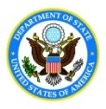 DEPARTMENT OF STATE
UNITED STATES OF AMERICA